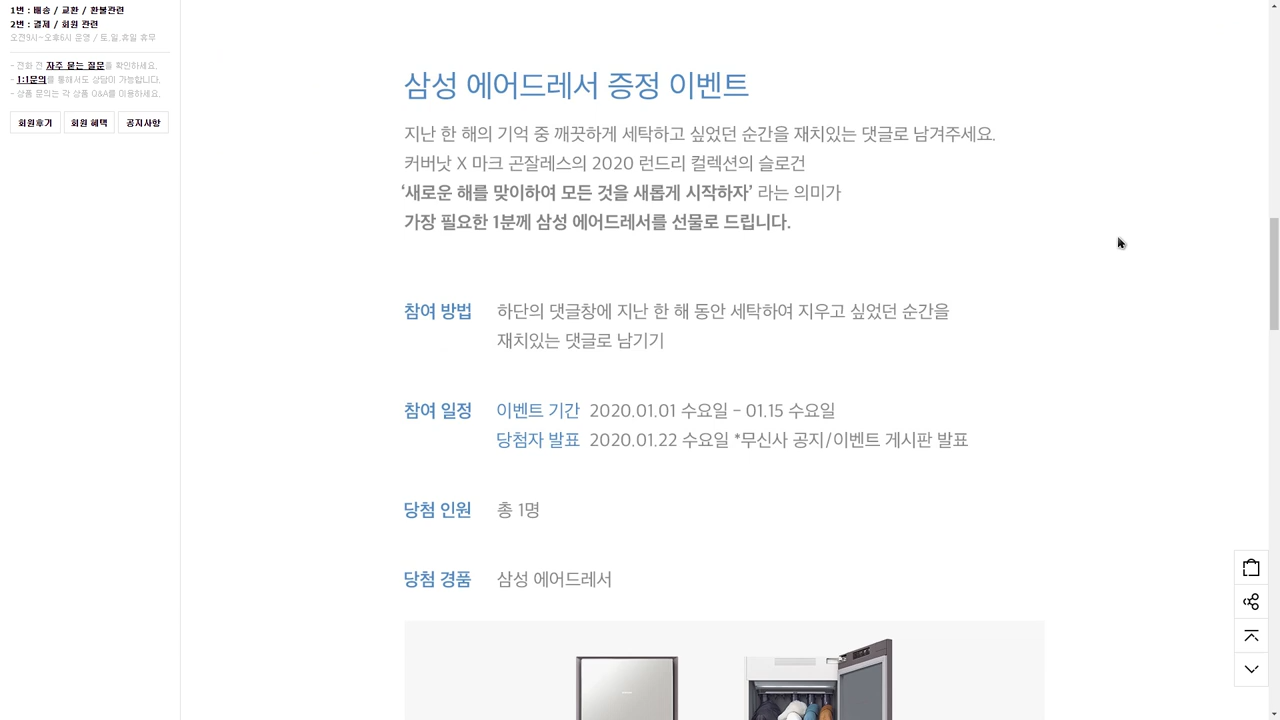 1번 : 배송 / 교환 / 환불관련
2번 : 결제 / 회원 관련
오전9시~오후6시 운영 / 토,일,휴일 휴무
- 전화 전 자주 묻는 질문을 확인하세요.
- 1:1문의를 통해서도 상담이 가능합니다.
- 상품 문의는 각 상품 Q&A를 이용하세요.
회원후기 회원 혜택 공지사항
삼성 에어드레서 증정 이벤트
지난 한 해의 기억 중 깨끗하게 세탁하고 싶었던 순간을 재치있는 댓글로 남겨주세요.
커버낫 X 마크 곤잘레스의 2020 런드리 컬렉션의 슬로건
‘새로운 해를 맞이하여 모든 것을 새롭게 시작하자’ 라는 의미가
가장 필요한 1분께 삼성 에어드레서를 선물로 드립니다.
참여 방법 하단의 댓글창에 지난 한 해 동안 세탁하여 지우고 싶었던 순간을
재치있는 댓글로 남기기
참여 일정 이벤트 기간 2020.01.01 수요일 - 01.15 수요일
당첨자 발표 2020.01.22 수요일 *무신사 공지/이벤트 게시판 발표
당첨 인원 총 1명
당첨 경품 삼성 에어드레서